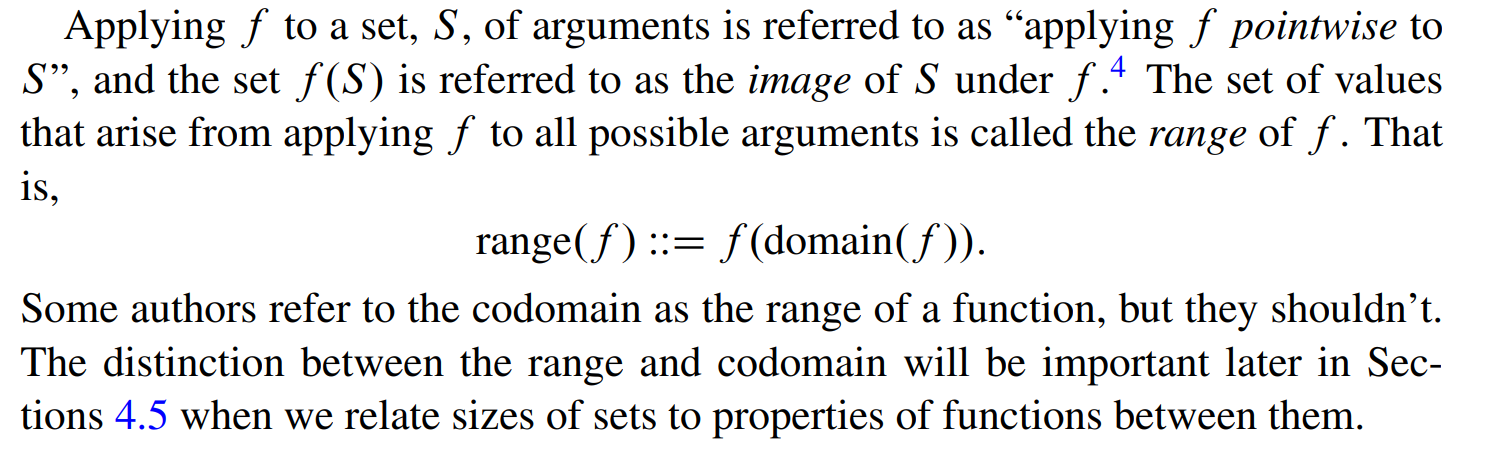 Applying f to a set, S, of arguments is referred to as “applying f pointwise to
S”, and the set f(S) is referred to as the image of S under f.⁴ The set of values
that arise from applying f to all possible arguments is called the range of f. That
is,
range(f) ::= f(domain(f)).
Some authors refer to the codomain as the range of a function, but they shouldn’t.
The distinction between the range and codomain will be important later in Sec-
tions 4.5 when we relate sizes of sets to properties of functions between them.